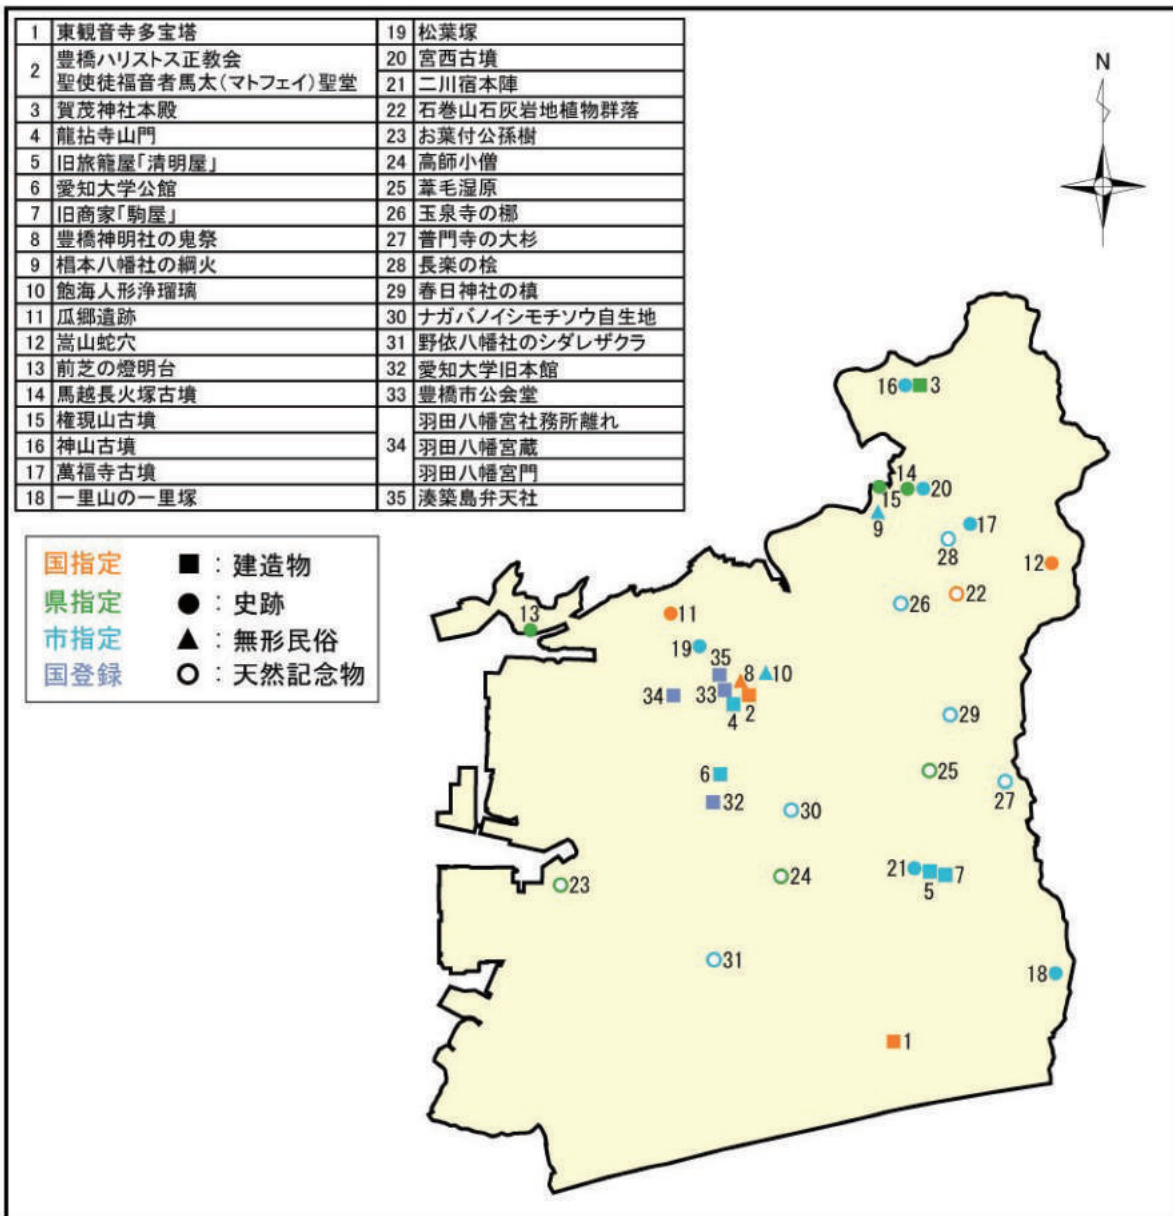 1 東観音寺多宝塔
2 豊橋ハリストス正教会
聖使徒福音者馬太(マトフェイ)聖堂
3 賀茂神社本殿
4 龍拈寺山門
5 旧旅籠屋「清明屋」
6 愛知大学公館
7 旧商家「駒屋」
8 豊橋神明社の鬼祭
9 椙本八幡社の綱火
10 飽海人形浄瑠璃
11 瓜郷遺跡
12 嵩山蛇穴
13 前芝の燈明台
14 馬越長火塚古墳
15 権現山古墳
16 神山古墳
17 萬福寺古墳
18 一里山の一里塚
19 松葉塚
20 宮西古墳
21 二川宿本陣
22 石巻山石灰岩地植物群落
23 お葉付公孫樹
24 高師小僧
25 葦毛湿原
26 玉泉寺の梛
27 普門寺の大杉
28 長楽の桧
29 春日神社の槙
30 ナガバノイシモチソウ自生地
31 野依八幡社のシダレザクラ
32 愛知大学旧本館
33 豊橋市公会堂
34 羽田八幡宮社務所離れ
羽田八幡宮蔵
羽田八幡宮門
35 湊築島弁天社
国指定 ■:建造物
県指定 ●:史跡
市指定 ▲:無形民俗
国登録 ○:天然記念物
N
16
3
14
15
20
9
17
28
12
22
26
13
11
19
35
8
10
34
33
4
2
29
6
25
27
32
30
21
5
7
23
24
31
18
1